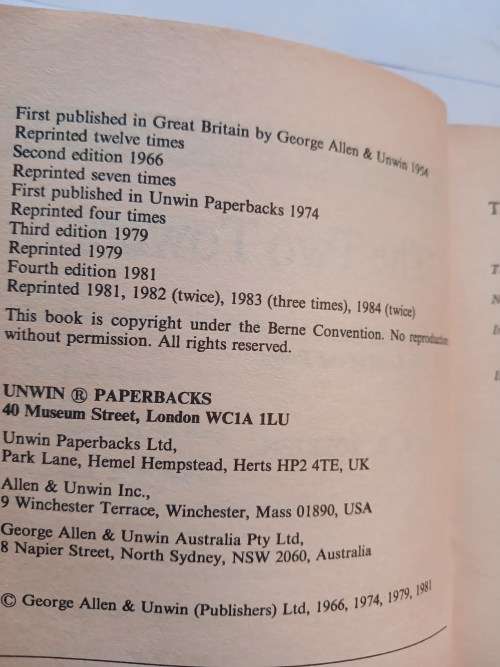 First published in Great Britain by George Allen & Unwin 1954
Reprinted twelve times
Second edition 1966
Reprinted seven times
First published in Unwin Paperbacks 1974
Reprinted four times
Third edition 1979
Reprinted 1979
Fourth edition 1981
Reprinted 1981, 1982 (twice), 1983 (three times), 1984 (twice)
This book is copyright under the Berne Convention. No reproduction
without permission. All rights reserved.
UNWIN ® PAPERBACKS
40 Museum Street, London WC1A 1LU
Unwin Paperbacks Ltd,
Park Lane, Hemel Hempstead, Herts HP2 4TE, UK
Allen & Unwin Inc.,
9 Winchester Terrace, Winchester, Mass 01890, USA
George Allen & Unwin Australia Pty Ltd,
8 Napier Street, North Sydney, NSW 2060, Australia
© George Allen & Unwin (Publishers) Ltd, 1966, 1974, 1979, 1981